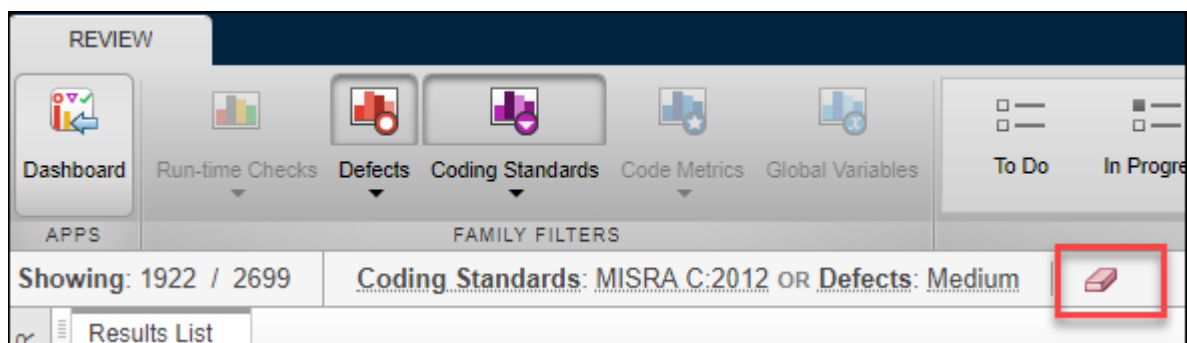 REVIEW
Dashboard Run-time Checks Defects Coding Standards Code Metrics Global Variables To Do In Progre
APPS FAMILY FILTERS
Showing: 1922 / 2699 Coding Standards: MISRA C:2012 OR Defects: Medium
Results List